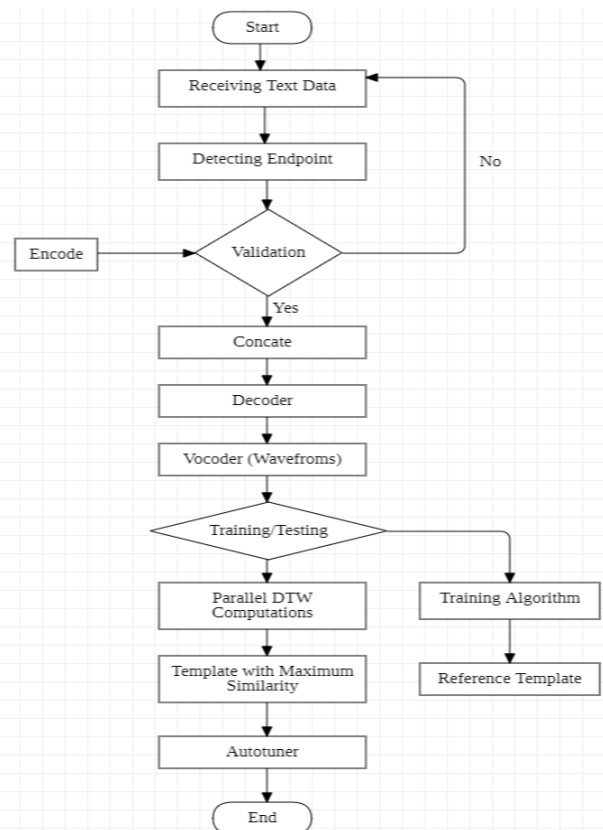 Start
Receiving Text Data
Detecting Endpoint
No
Encode
Validation
Yes
Concate
Decoder
Vocoder (Wavefroms)
Training/Testing
Parallel DTW
Computations
Training Algorithm
Template with Maximum
Similarity
Reference Template
Autotuner
End